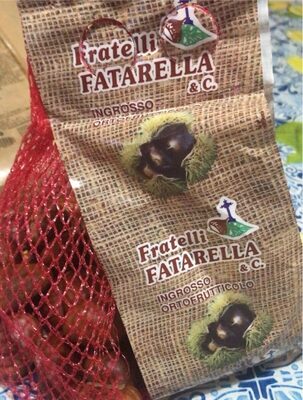 Fratelli
FATARELLA
& C.
INGROSSO
Fratelli
FATARELLA
& C.
INGROSSO
ORTOFRUTTICOLO